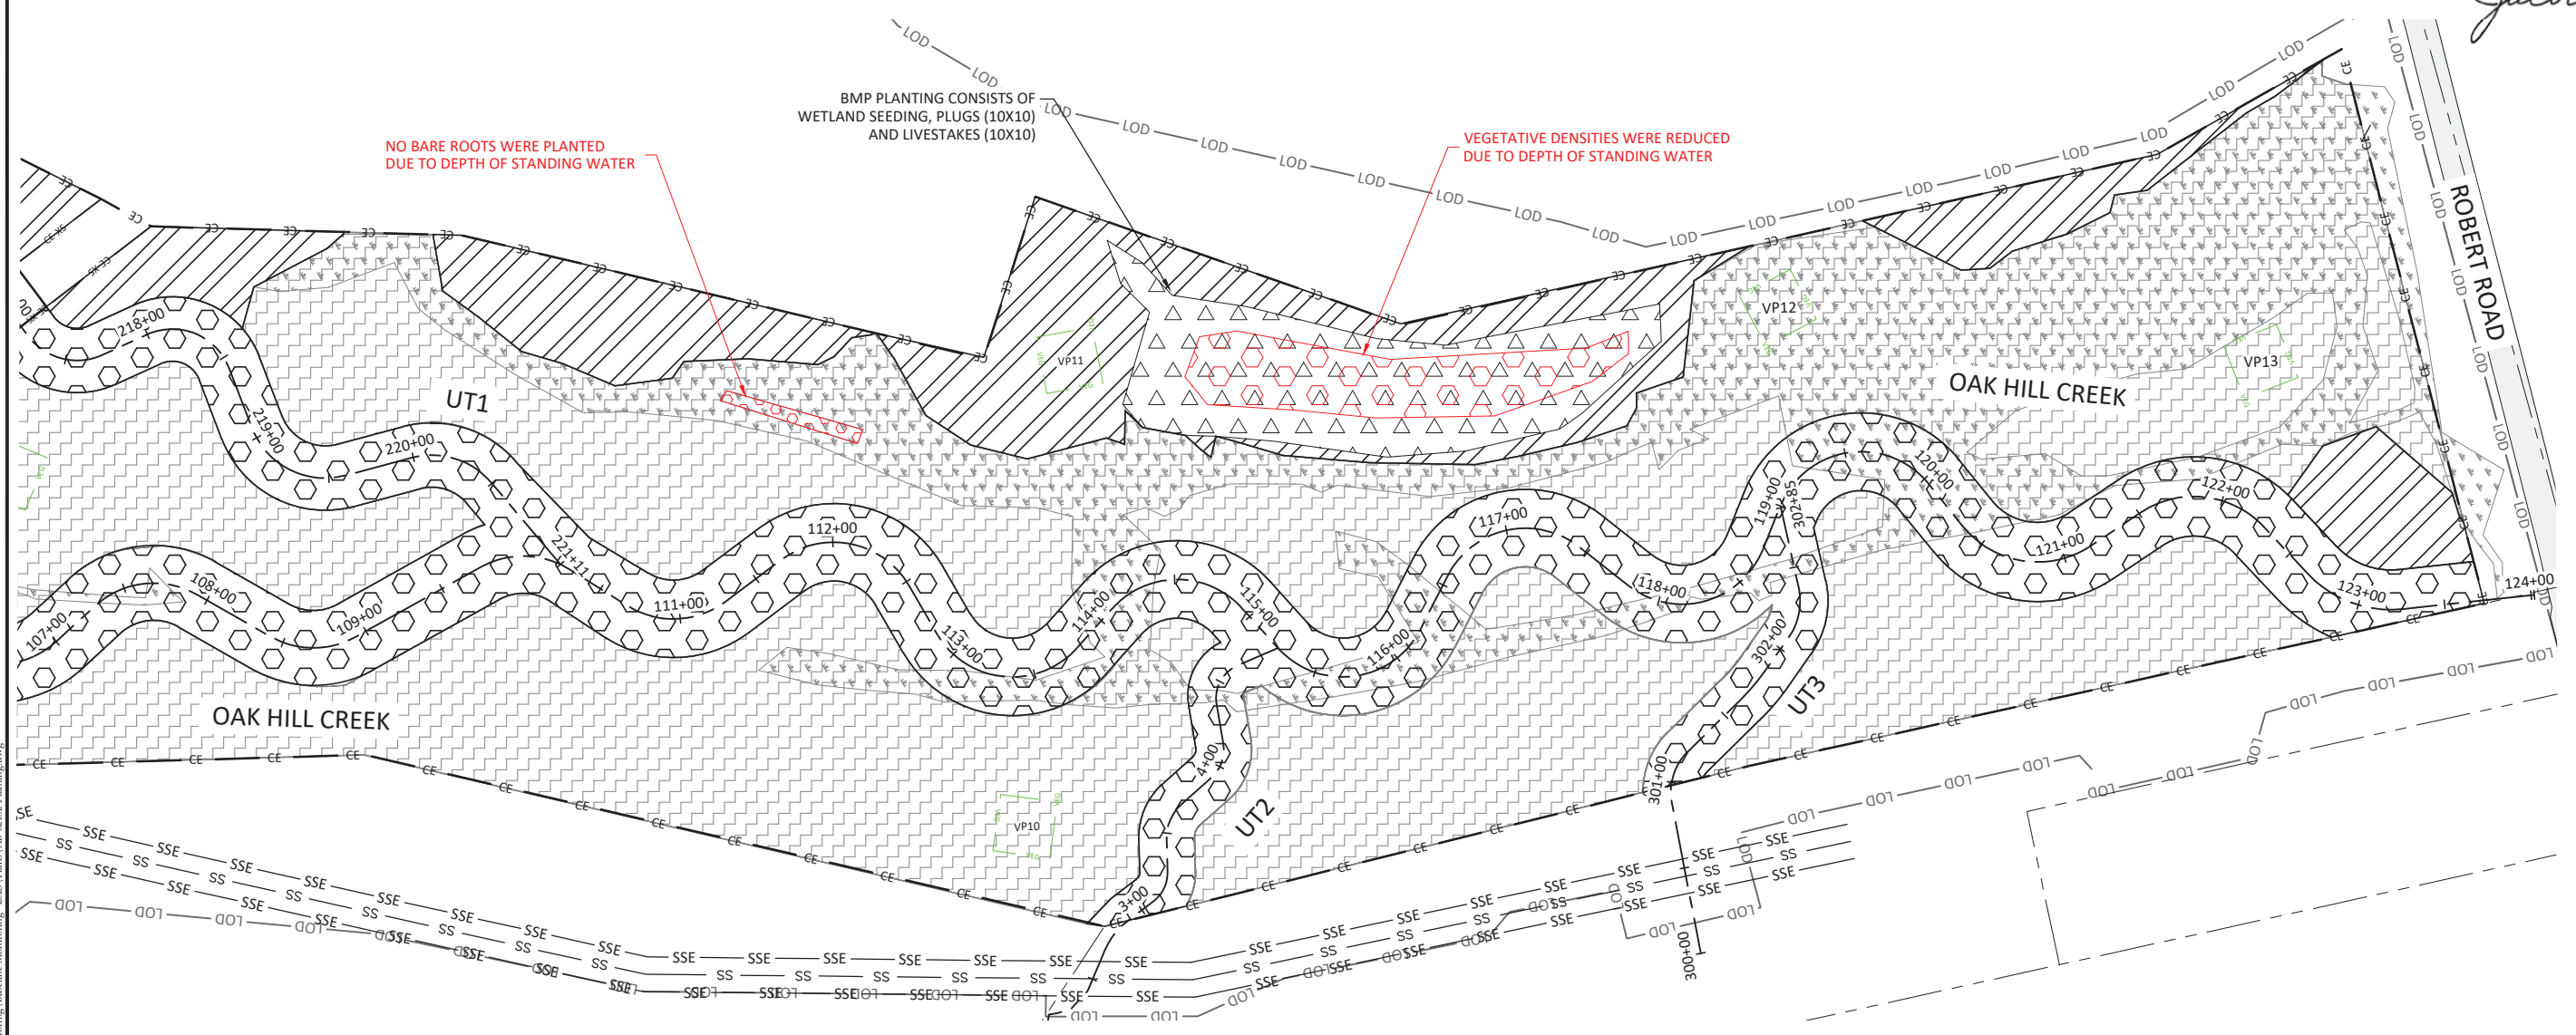 BMP PLANTING CONSISTS OF
WETLAND SEEDING, PLUGS (10X10)
AND LIVESTAKES (10X10)
NO BARE ROOTS WERE PLANTED
DUE TO DEPTH OF STANDING WATER
VEGETATIVE DENSITIES WERE REDUCED
DUE TO DEPTH OF STANDING WATER
ROBERT ROAD
OAK HILL CREEK
OAK HILL CREEK
UT1
UT2
UT3
VP10
VP11
VP12
VP13
107+00
108+00
109+00
111+00
112+00
113+00
114+00
115+00
116+00
117+00
118+00
119+00
120+00
121+00
122+00
123+00
124+00
218+00
219+00
220+00
221+11
3+00
4+00
300+00
301+00
302+00
302+85
LOD
CE
CE XS
SSE
SS
VEG